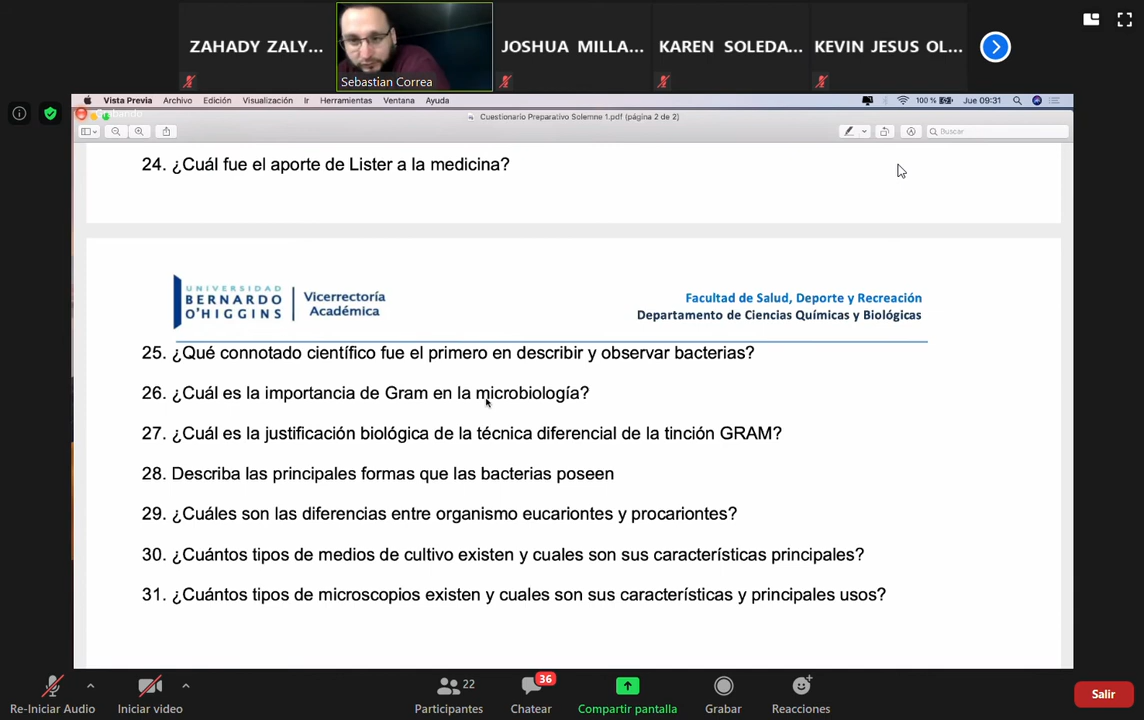 ZAHADY ZALY...
Sebastian Correa
JOSHUA MILLA...
KAREN SOLEDA...
KEVIN JESUS OL...
Vista Previa Archivo Edición Visualización Ir Herramientas Ventana Ayuda
100 %
Jue 09:31
Grabando
Cuestionario Preparativo Solemne 1.pdf (página 2 de 2)
Buscar
24. ¿Cuál fue el aporte de Lister a la medicina?
UNIVERSIDAD
BERNARDO
O'HIGGINS
Vicerrectoría
Académica
Facultad de Salud, Deporte y Recreación
Departamento de Ciencias Químicas y Biológicas
25. ¿Qué connotado científico fue el primero en describir y observar bacterias?
26. ¿Cuál es la importancia de Gram en la microbiología?
27. ¿Cuál es la justificación biológica de la técnica diferencial de la tinción GRAM?
28. Describa las principales formas que las bacterias poseen
29. ¿Cuáles son las diferencias entre organismo eucariontes y procariontes?
30. ¿Cuántos tipos de medios de cultivo existen y cuales son sus características principales?
31. ¿Cuántos tipos de microscopios existen y cuales son sus características y principales usos?
22
36
Re-Iniciar Audio
Iniciar video
Participantes
Chatear
Compartir pantalla
Grabar
Reacciones
Salir